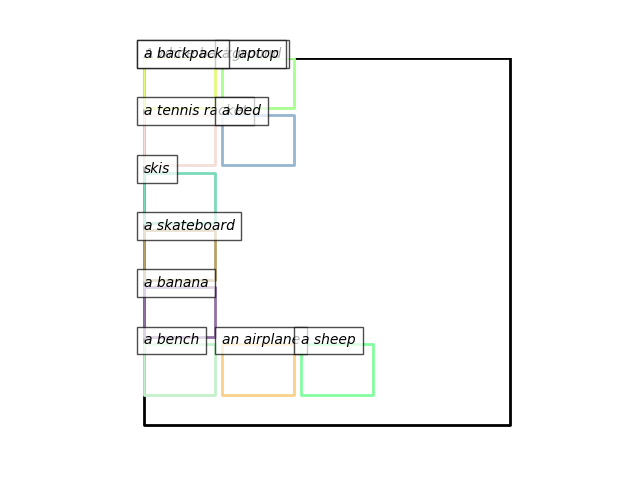 a backpack
a laptop
a tennis racket
a bed
skis
a skateboard
a banana
a bench
an airplane
a sheep